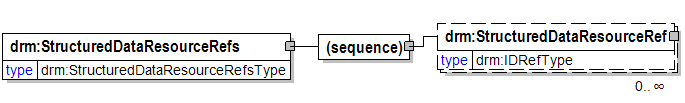 drm:StructuredDataResourceRefs
type drm:StructuredDataResourceRefsType
(sequence)
drm:StructuredDataResourceRef
type drm:IDRefType
0.. ∞